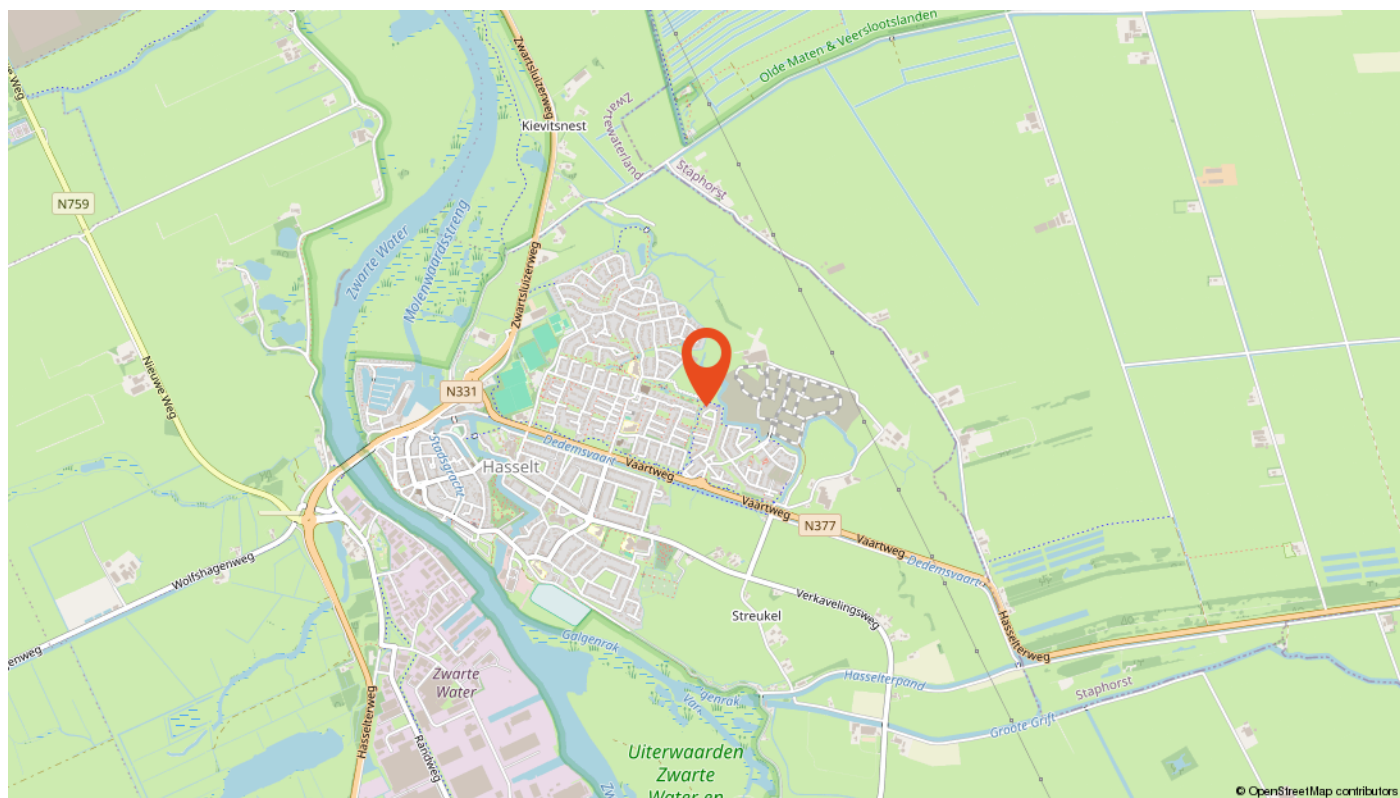 Olde Maten & Veerslootslanden
Zwartsluizerweg
Zwartewaterland
Kievitsnest
Staphorst
N759
Zwarte Water
Molenwaardsstreng
Zwartsluizerweg
Nieuwe Weg
N331
Stadsgracht
Hasselt
Dedemsvaart
Vaartweg
Vaartweg
N377
Vaartweg
Dedemsvaart
Wolfshagenweg
Streukel
Verkavelingsweg
Hasselterweg
Galgenrak
Zwarte
Water
Hasselterpand
Staphorst
Groote Grift
Hasselterweg
Randweg
Uiterwaarden
Zwarte
Water en
© OpenStreetMap contributors